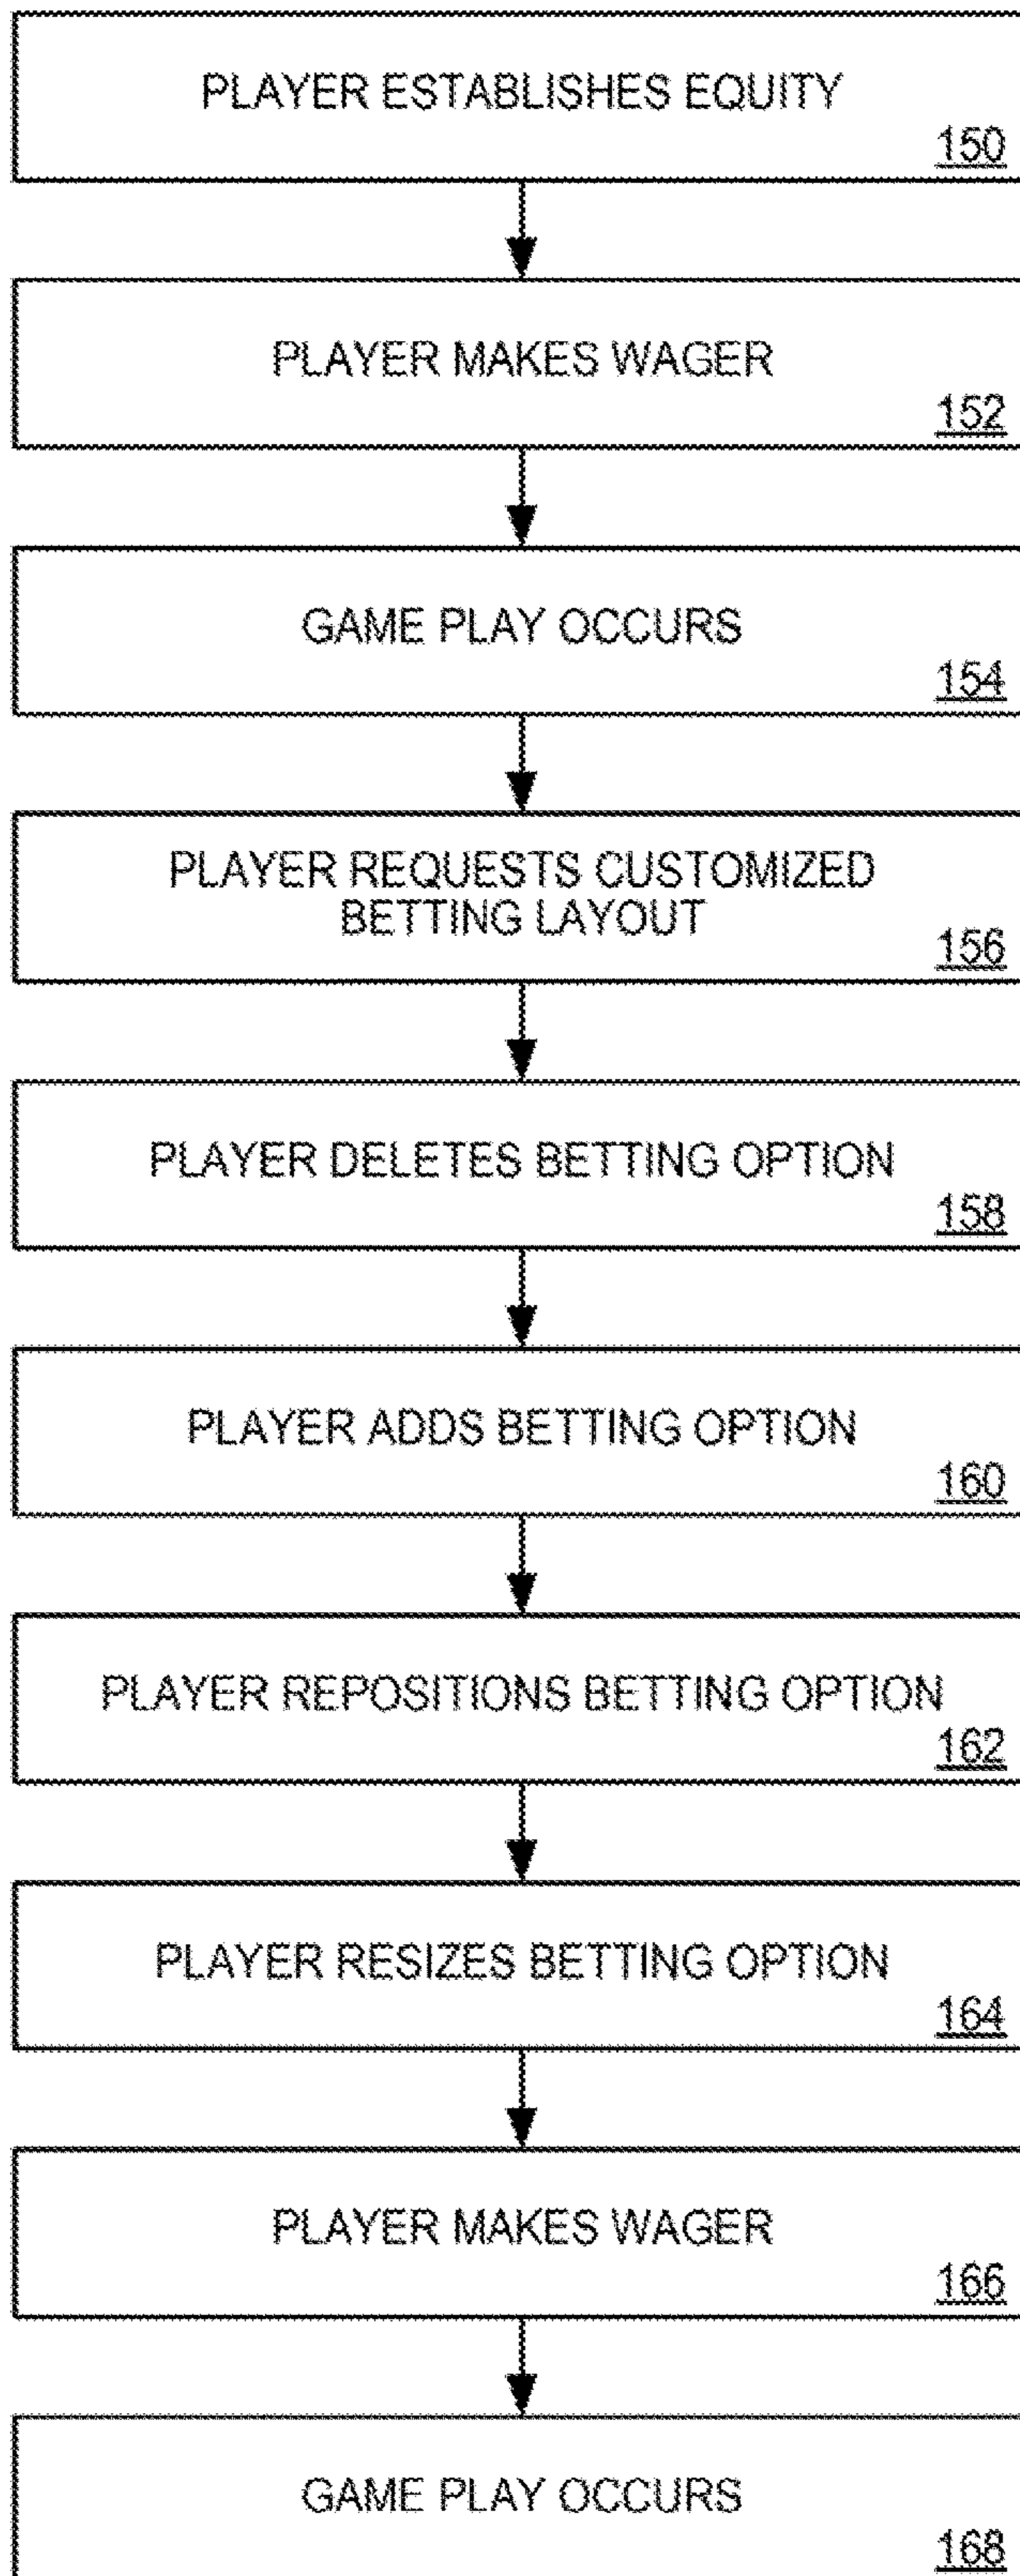 PLAYER ESTABLISHES EQUITY
150
PLAYER MAKES WAGER
152
GAME PLAY OCCURS
154
PLAYER REQUESTS CUSTOMIZED
BETTING LAYOUT
156
PLAYER DELETES BETTING OPTION
158
PLAYER ADDS BETTING OPTION
160
PLAYER REPOSITIONS BETTING OPTION
162
PLAYER RESIZES BETTING OPTION
164
PLAYER MAKES WAGER
166
GAME PLAY OCCURS
168